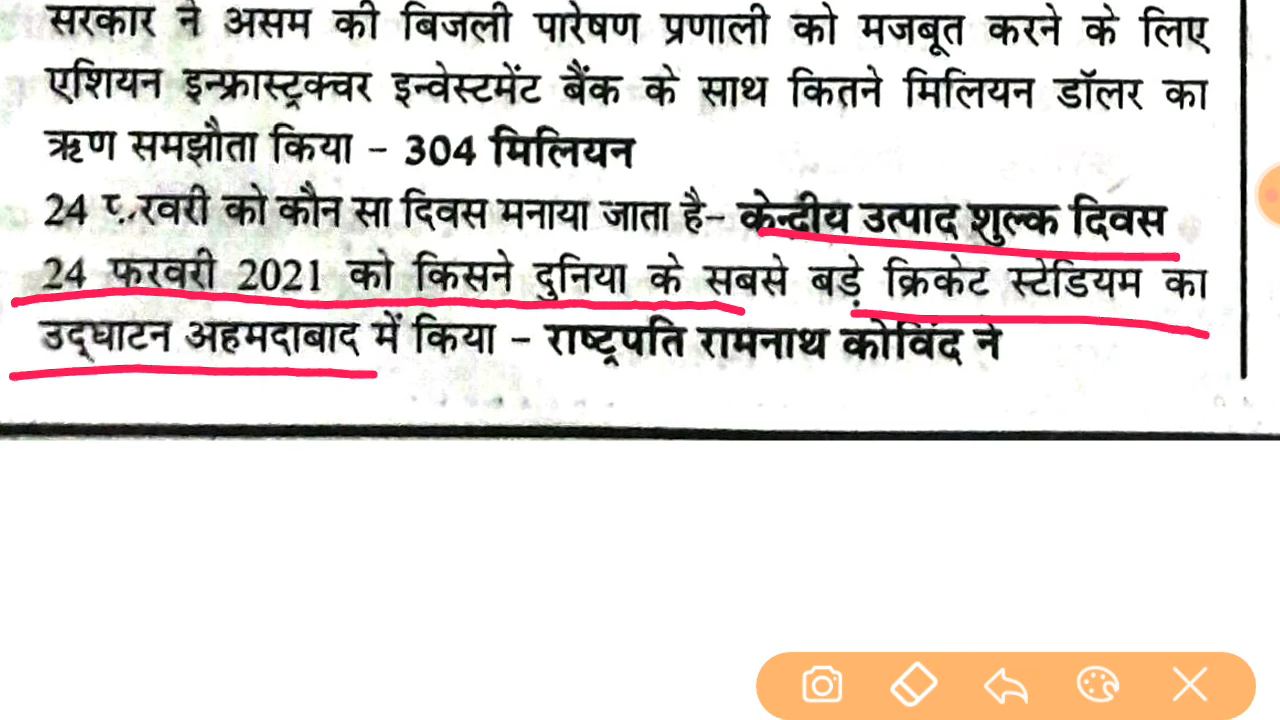 सरकार ने असम की बिजली पारेषण प्रणाली को मजबूत करने के लिए
एशियन इन्फ्रास्ट्रक्चर इन्वेस्टमेंट बैंक के साथ कितने मिलियन डॉलर का
ऋण समझौता किया - 304 मिलियन
24 फरवरी को कौन सा दिवस मनाया जाता है- केन्द्रीय उत्पाद शुल्क दिवस
24 फरवरी 2021 को किसने दुनिया के सबसे बड़े क्रिकेट स्टेडियम का
उद्घाटन अहमदाबाद में किया - राष्ट्रपति रामनाथ कोविंद ने